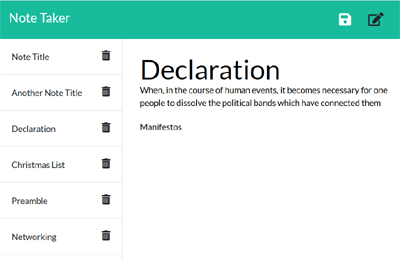 Note Taker
Note Title
Another Note Title
Declaration
Christmas List
Preamble
Networking
Declaration
When, in the course of human events, it becomes necessary for one
people to dissolve the political bands which have connected them
Manifestos